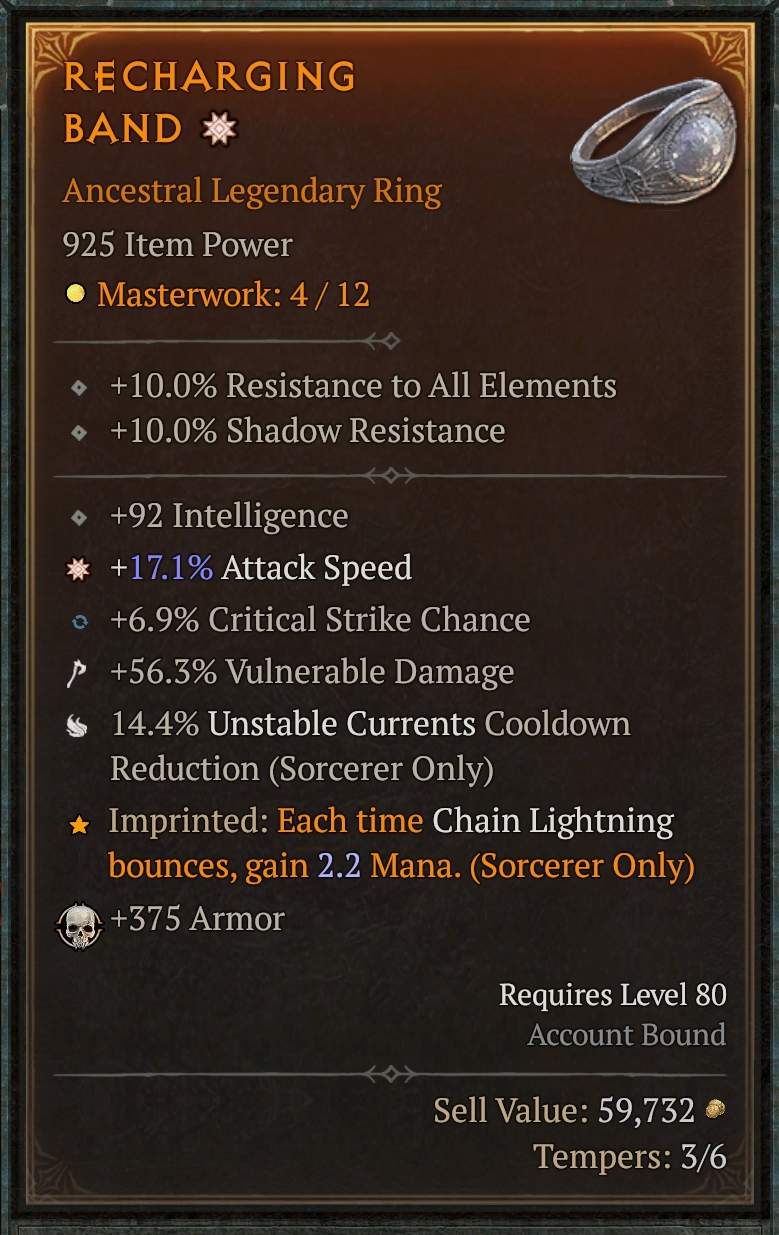 RECHARGING
BAND
Ancestral Legendary Ring
925 Item Power
Masterwork: 4 / 12
+10.0% Resistance to All Elements
+10.0% Shadow Resistance
+92 Intelligence
+17.1% Attack Speed
+6.9% Critical Strike Chance
+56.3% Vulnerable Damage
14.4% Unstable Currents Cooldown
Reduction (Sorcerer Only)
Imprinted: Each time Chain Lightning
bounces, gain 2.2 Mana. (Sorcerer Only)
+375 Armor
Requires Level 80
Account Bound
Sell Value: 59,732
Tempers: 3/6